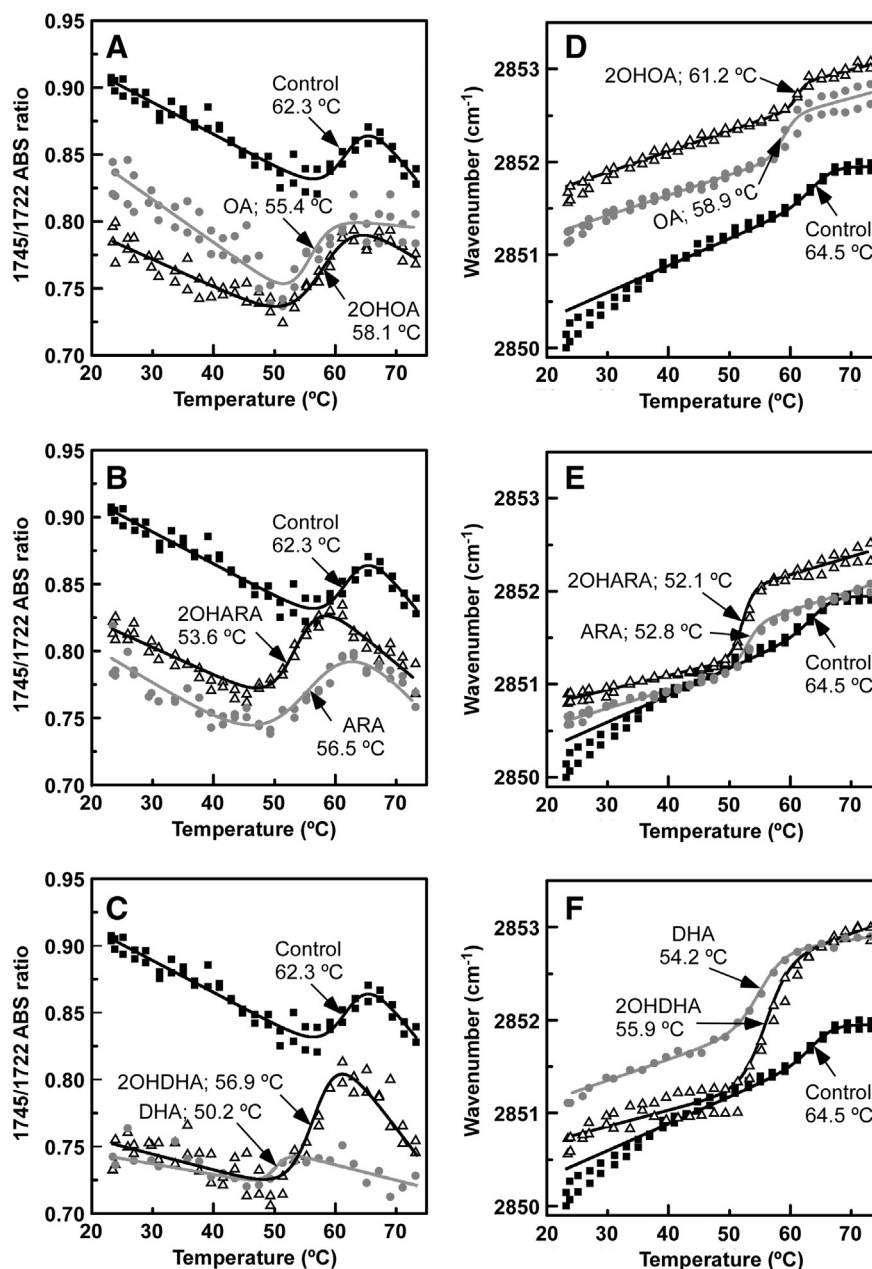 A
1745/1722 ABS ratio
0.95
0.90
0.85
0.80
0.75
0.70
Control
62.3 ºC
OA; 55.4 ºC
2OHOA
58.1 ºC
20 30 40 50 60 70
Temperature (ºC)
D
Wavenumber (cm-1)
2853
2852
2851
2850
2OHOA; 61.2 ºC
OA; 58.9 ºC
Control
64.5 ºC
20 30 40 50 60 70
Temperature (ºC)
B
1745/1722 ABS ratio
0.95
0.90
0.85
0.80
0.75
0.70
Control
62.3 ºC
2OHARA
53.6 ºC
ARA
56.5 ºC
20 30 40 50 60 70
Temperature (ºC)
E
Wavenumber (cm-1)
2853
2852
2851
2850
2OHARA; 52.1 ºC
ARA; 52.8 ºC
Control
64.5 ºC
20 30 40 50 60 70
Temperature (ºC)
C
1745/1722 ABS ratio
0.95
0.90
0.85
0.80
0.75
0.70
Control
62.3 ºC
2OHDHA; 56.9 ºC
DHA; 50.2 ºC
20 30 40 50 60 70
Temperature (ºC)
F
Wavenumber (cm-1)
2853
2852
2851
2850
DHA
54.2 ºC
2OHDHA
55.9 ºC
Control
64.5 ºC
20 30 40 50 60 70
Temperature (ºC)